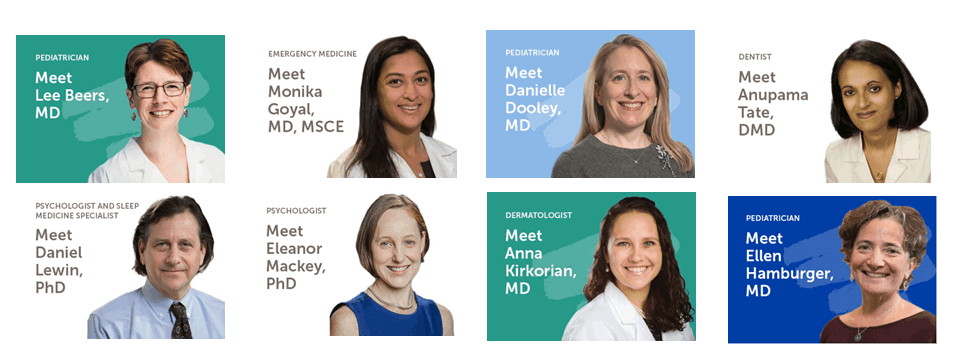 PEDIATRICIAN
Meet
Lee Beers,
MD
EMERGENCY MEDICINE
Meet
Monika
Goyal,
MD, MSCE
PEDIATRICIAN
Meet
Danielle
Dooley,
MD
DENTIST
Meet
Anupama
Tate,
DMD
PSYCHOLOGIST AND SLEEP
MEDICINE SPECIALIST
Meet
Daniel
Lewin,
PhD
PSYCHOLOGIST
Meet
Eleanor
Mackey,
PhD
DERMATOLOGIST
Meet
Anna
Kirkorian,
MD
PEDIATRICIAN
Meet
Ellen
Hamburger,
MD